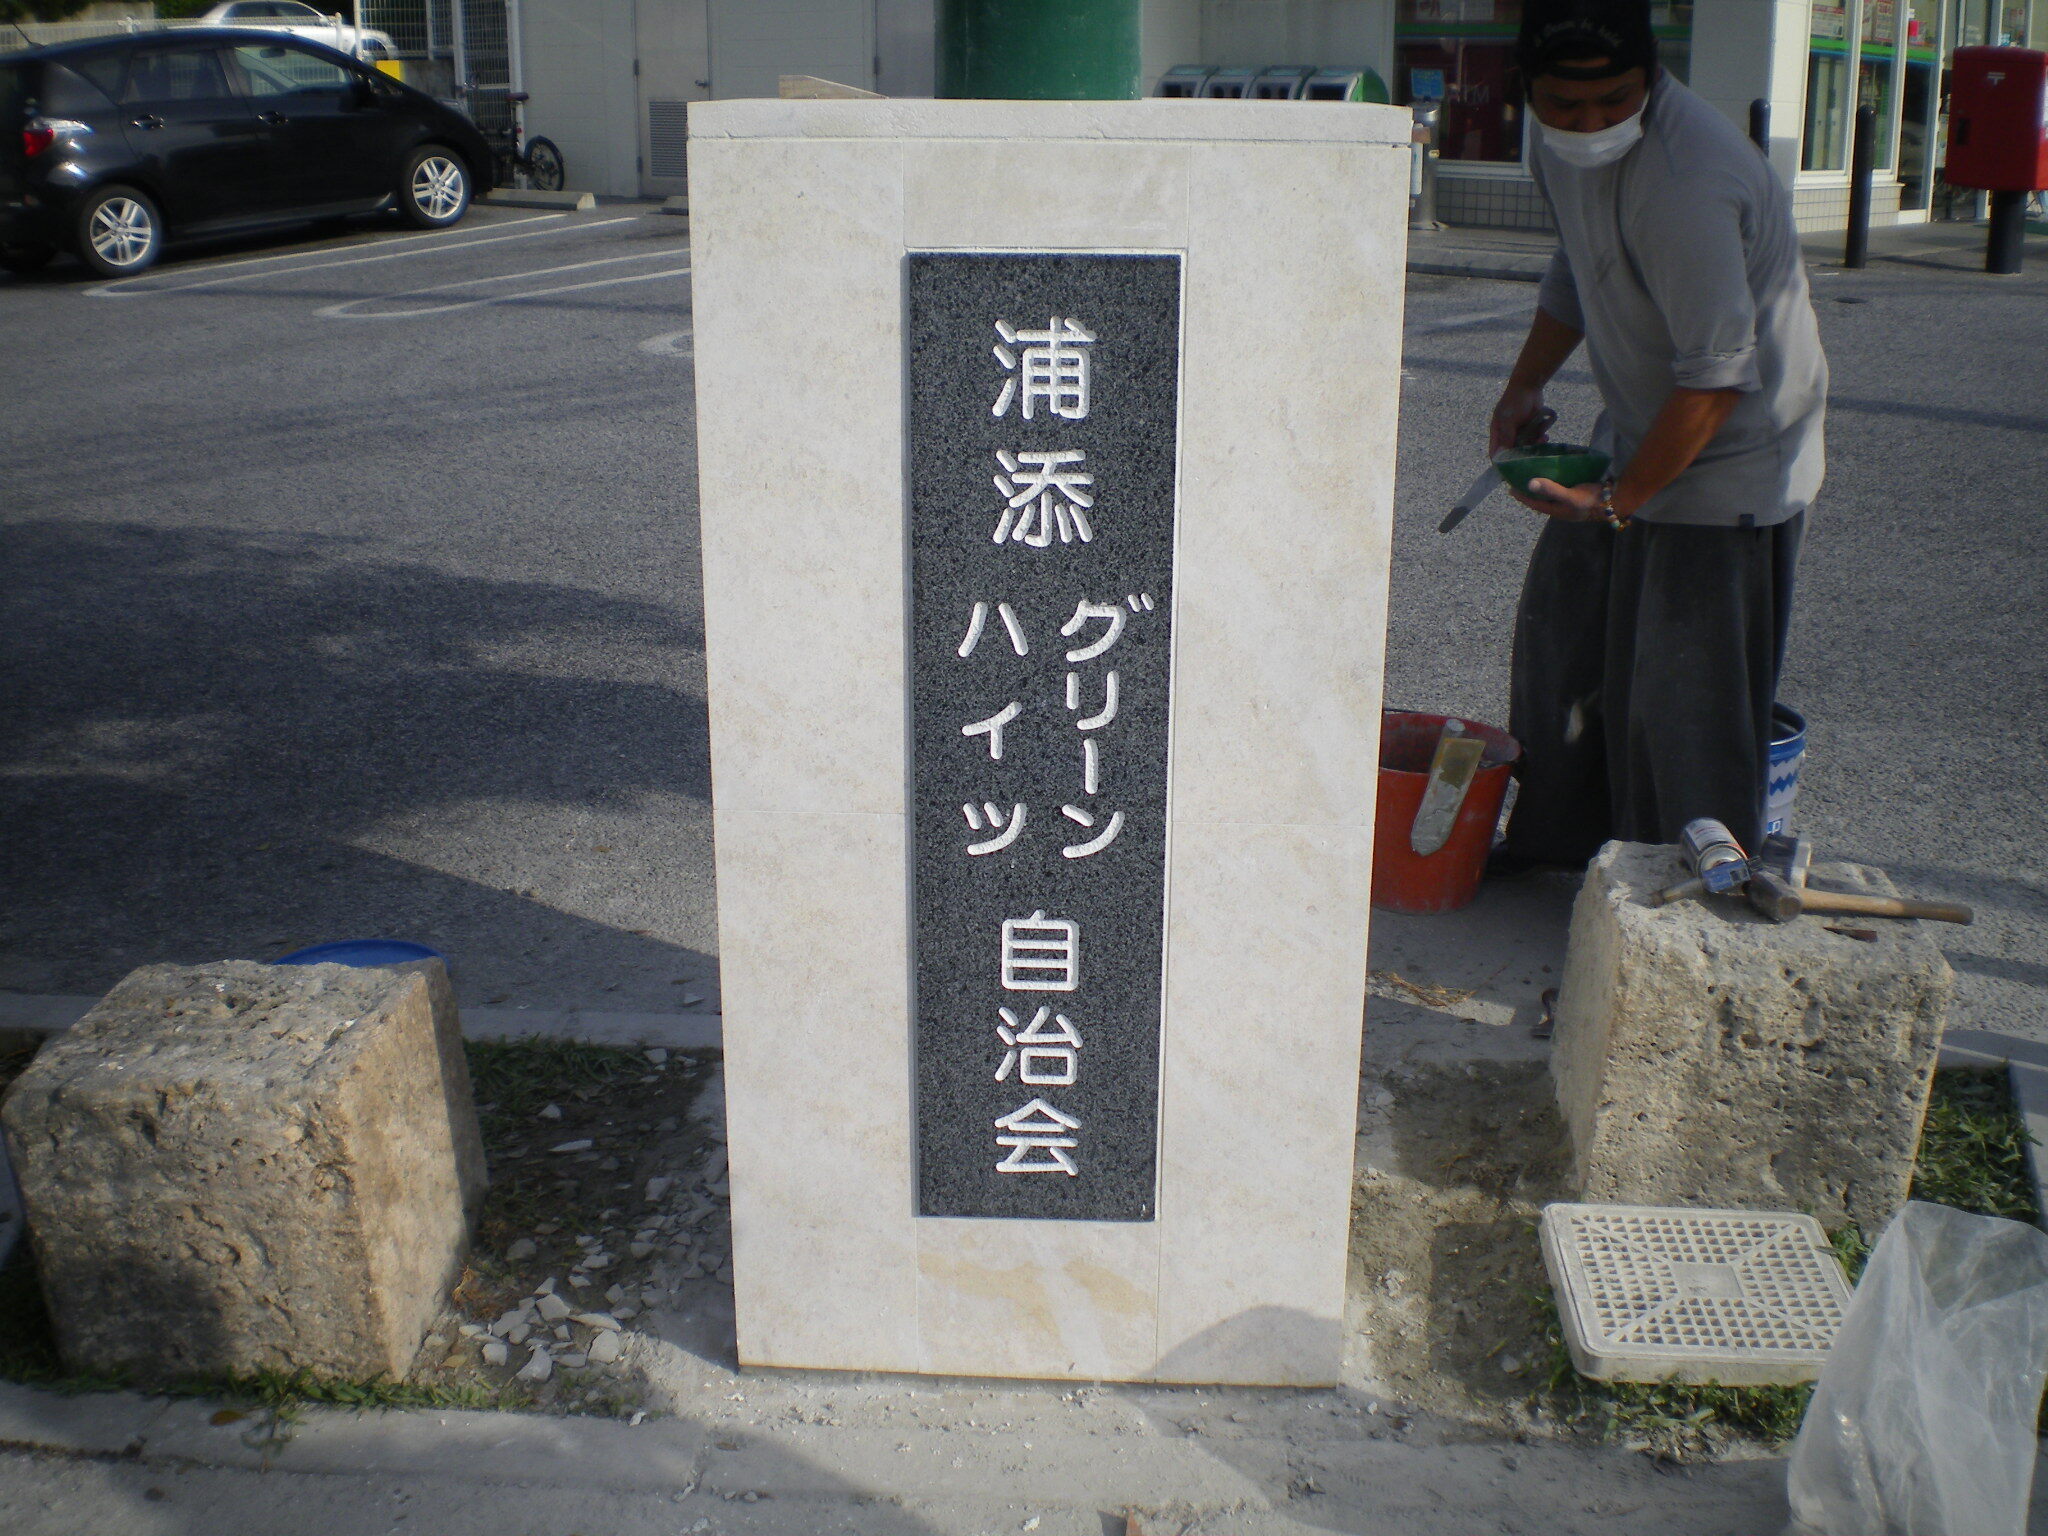 浦添
グリーン
ハイツ
自治会